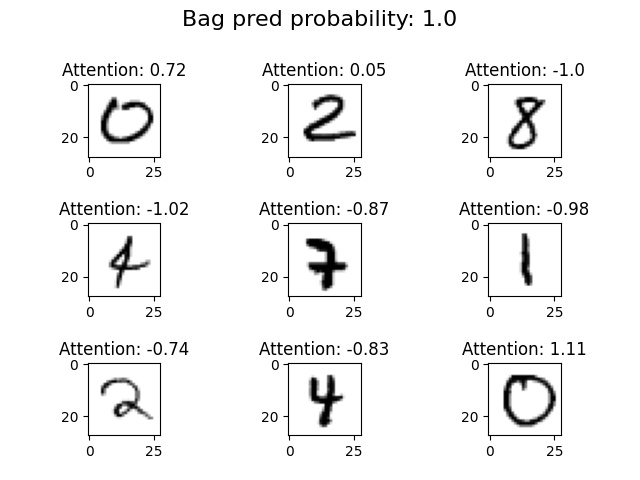 Bag pred probability: 1.0
Attention: 0.72 Attention: 0.05 Attention: -1.0
0 0 0
0 2 8
20 20 20
0 25 0 25 0 25
Attention: -1.02 Attention: -0.87 Attention: -0.98
0 0 0
4 7 1
20 20 20
0 25 0 25 0 25
Attention: -0.74 Attention: -0.83 Attention: 1.11
0 0 0
2 4 0
20 20 20
0 25 0 25 0 25